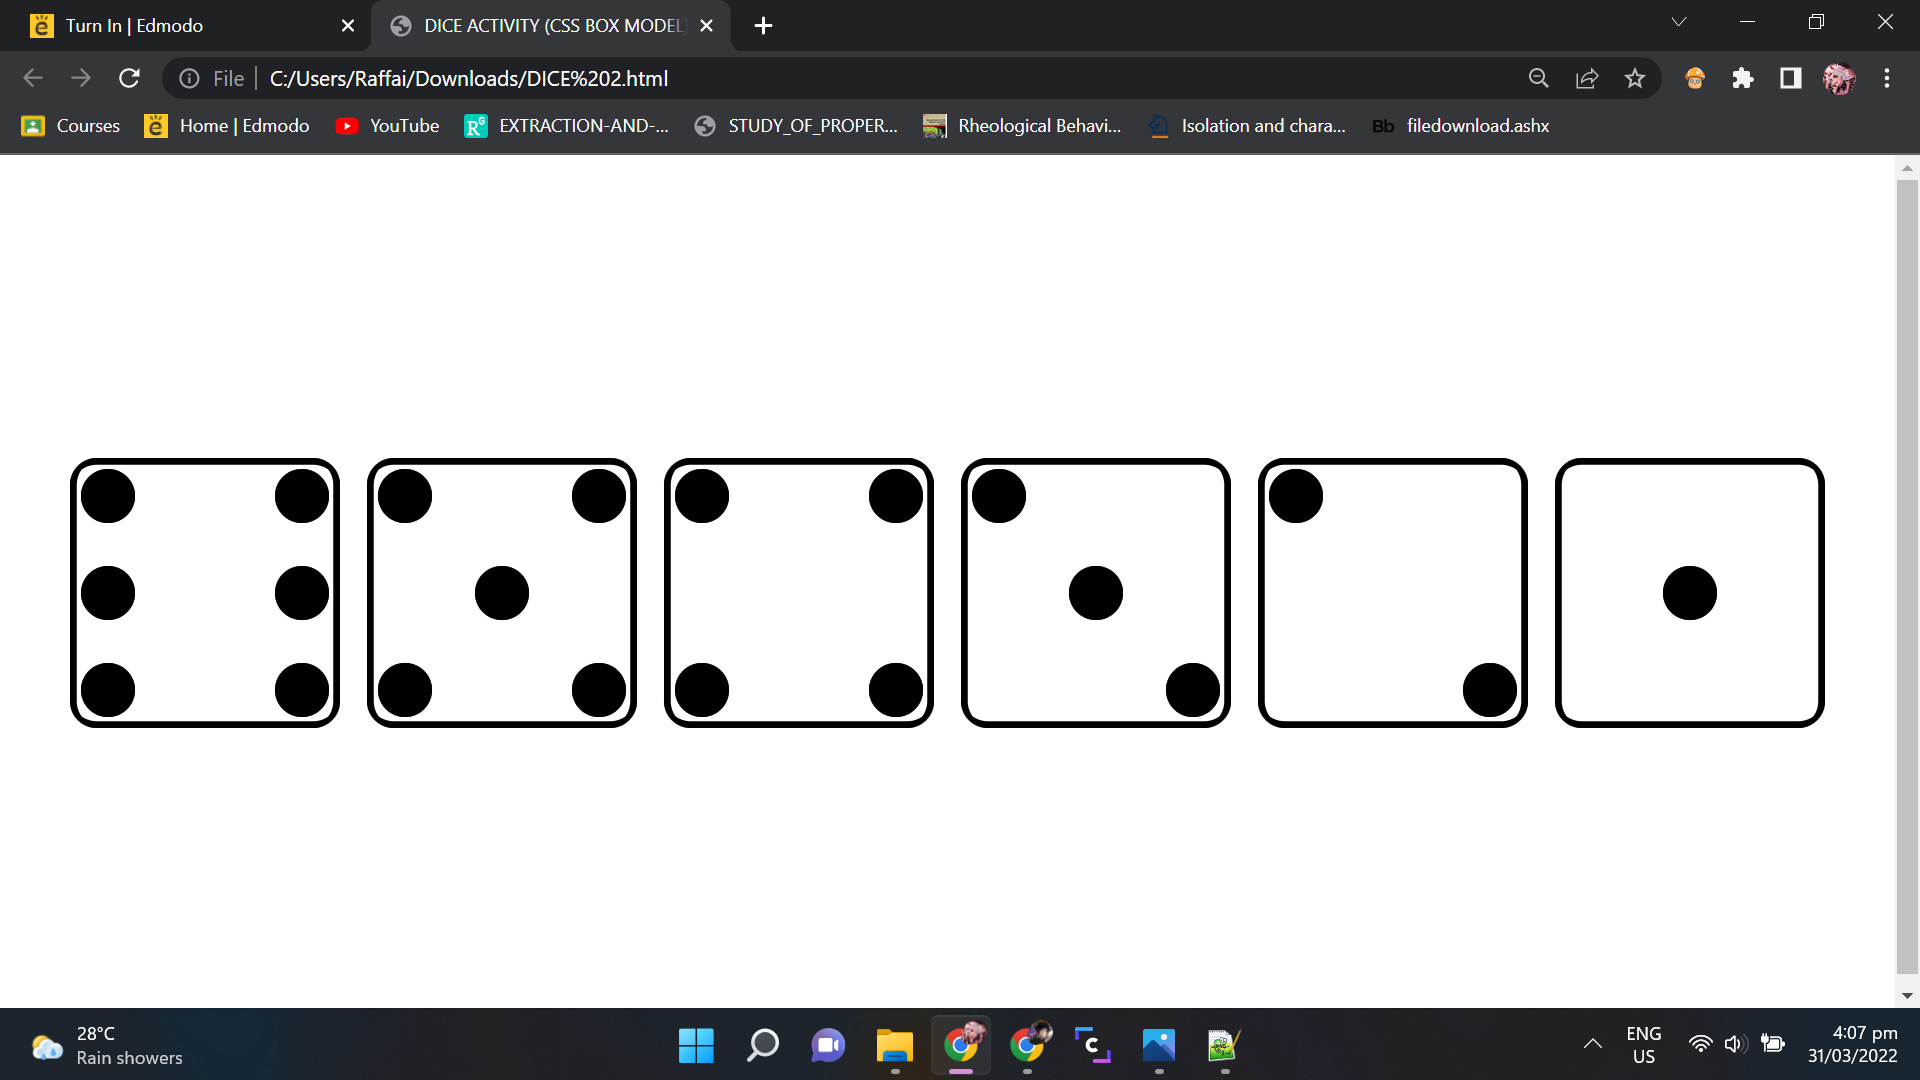 Turn In | Edmodo
DICE ACTIVITY (CSS BOX MODEL
File
C:/Users/Raffai/Downloads/DICE%202.html
Courses
Home | Edmodo
YouTube
EXTRACTION-AND-...
STUDY_OF_PROPER...
Rheological Behavi...
Isolation and chara...
Bb filedownload.ashx
28°C
Rain showers
ENG
US
4:07 pm
31/03/2022